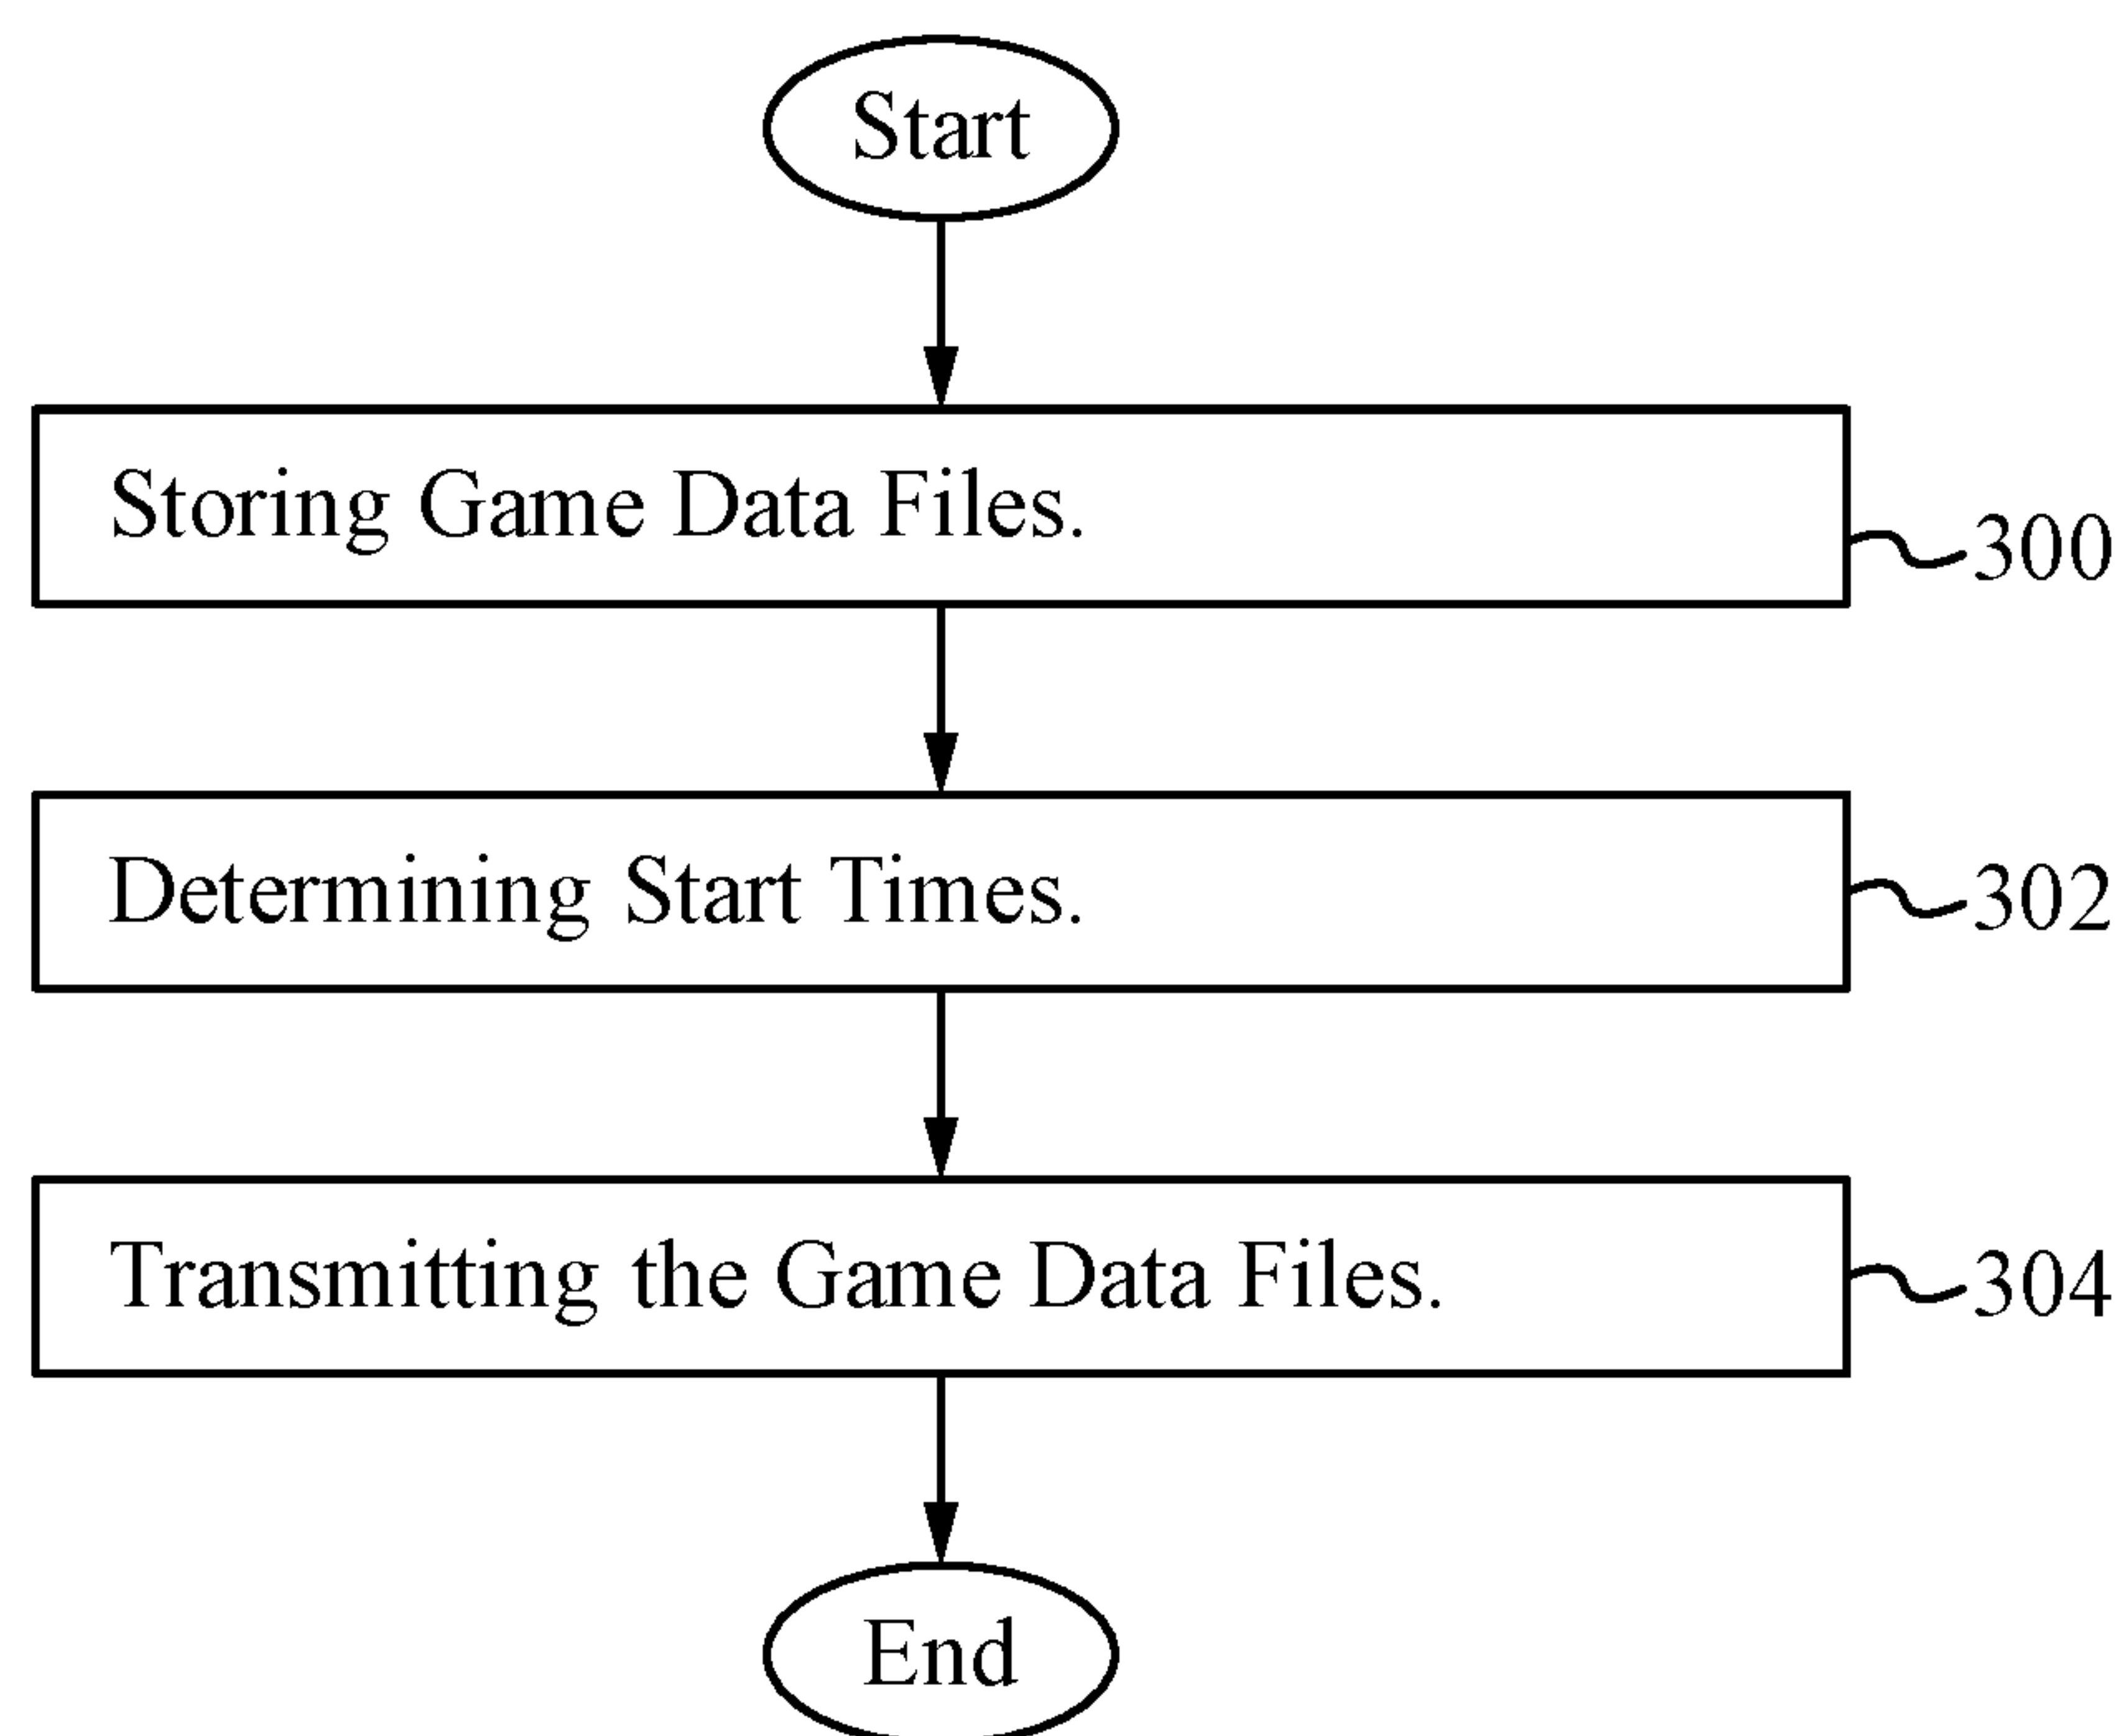 Start
Storing Game Data Files.
300
Determining Start Times.
302
Transmitting the Game Data Files.
304
End